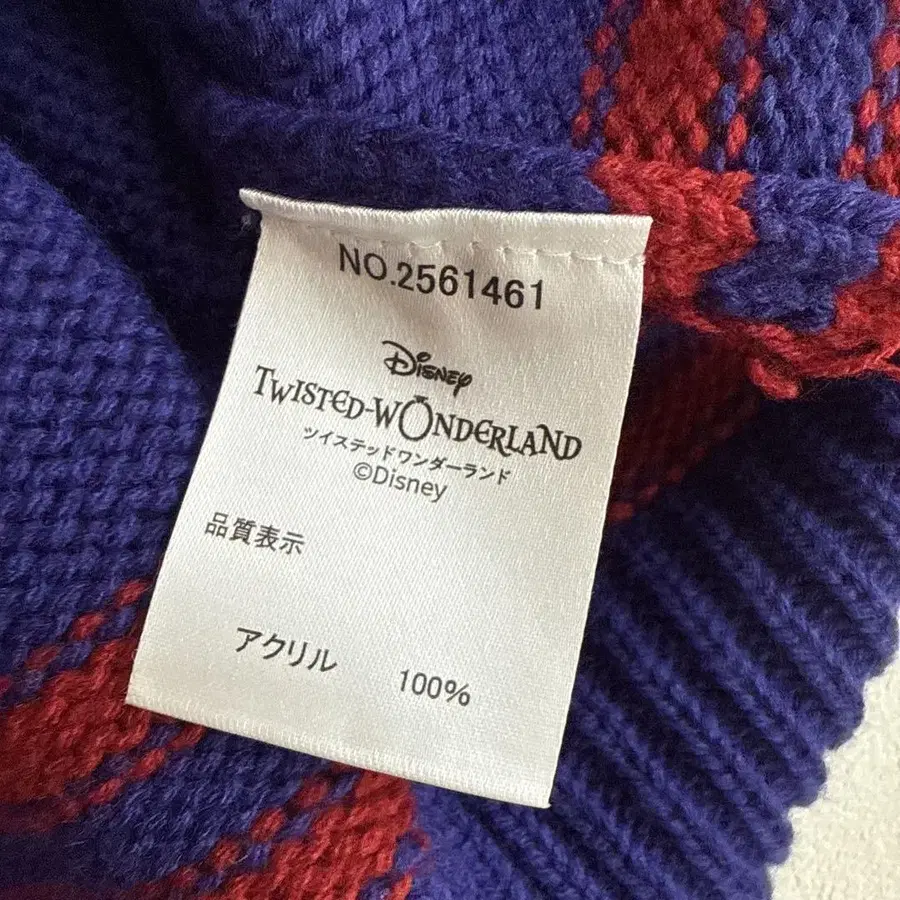 NO.2561461
Disney
TWISTED-WONDERLAND
ツイステッドワンダーランド
©Disney
品質表示
アクリル 100%